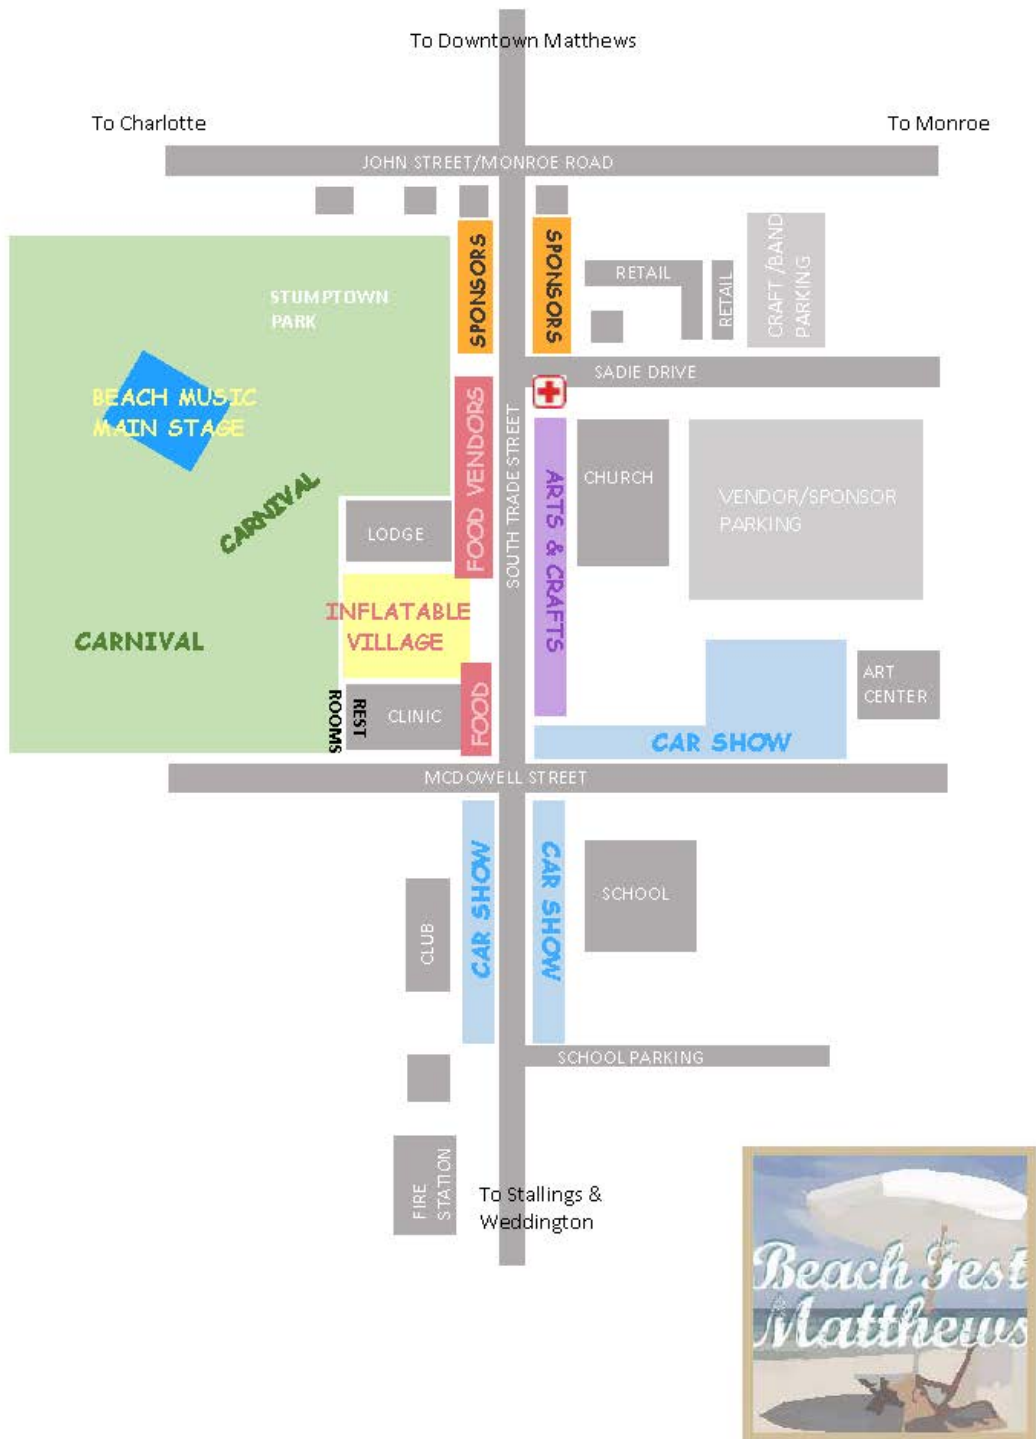 To Downtown Matthews
To Charlotte
To Monroe
JOHN STREET/MONROE ROAD
SPONSORS
SPONSORS
RETAIL
RETAIL
CRAFT /BAND
PARKING
STUMPTOWN
PARK
SADIE DRIVE
BEACH MUSIC
MAIN STAGE
FOOD VENDORS
SOUTH TRADE STREET
ARTS & CRAFTS
CHURCH
VENDOR/SPONSOR
PARKING
CARNIVAL
LODGE
INFLATABLE
VILLAGE
CARNIVAL
REST
ROOMS
CLINIC
FOOD
ART
CENTER
CAR SHOW
MCDOWELL STREET
CAR SHOW
CAR SHOW
SCHOOL
CLUB
SCHOOL PARKING
FIRE
STATION
To Stallings &
Weddington
Beach Fest
Matthews